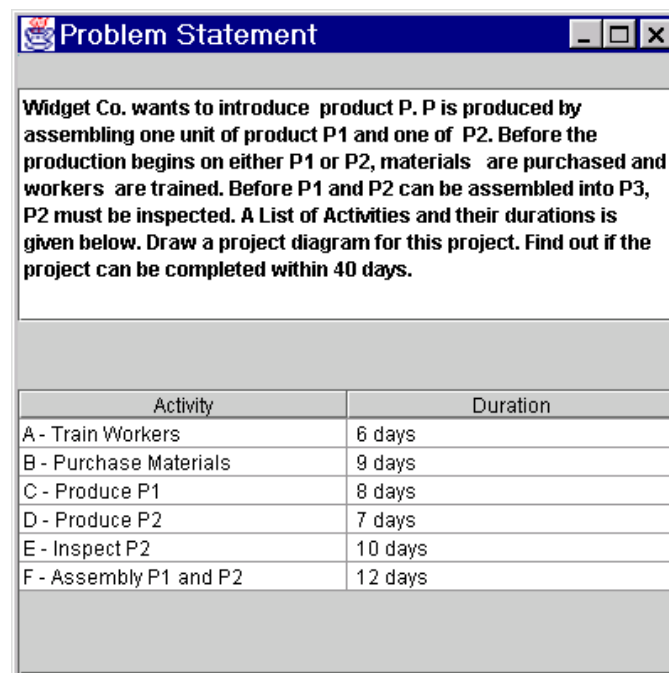 Problem Statement
Widget Co. wants to introduce product P. P is produced by
assembling one unit of product P1 and one of P2. Before the
production begins on either P1 or P2, materials are purchased and
workers are trained. Before P1 and P2 can be assembled into P3,
P2 must be inspected. A List of Activities and their durations is
given below. Draw a project diagram for this project. Find out if the
project can be completed within 40 days.
Activity Duration
A - Train Workers 6 days
B - Purchase Materials 9 days
C - Produce P1 8 days
D - Produce P2 7 days
E - Inspect P2 10 days
F - Assembly P1 and P2 12 days